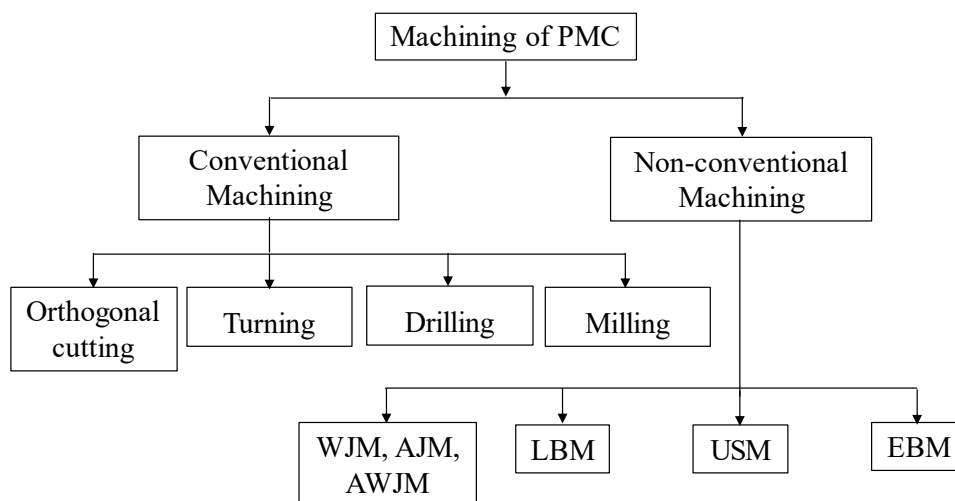 Machining of PMC
Conventional
Machining
Non-conventional
Machining
Orthogonal
cutting
Turning
Drilling
Milling
WJM, AJM,
AWJM
LBM
USM
EBM